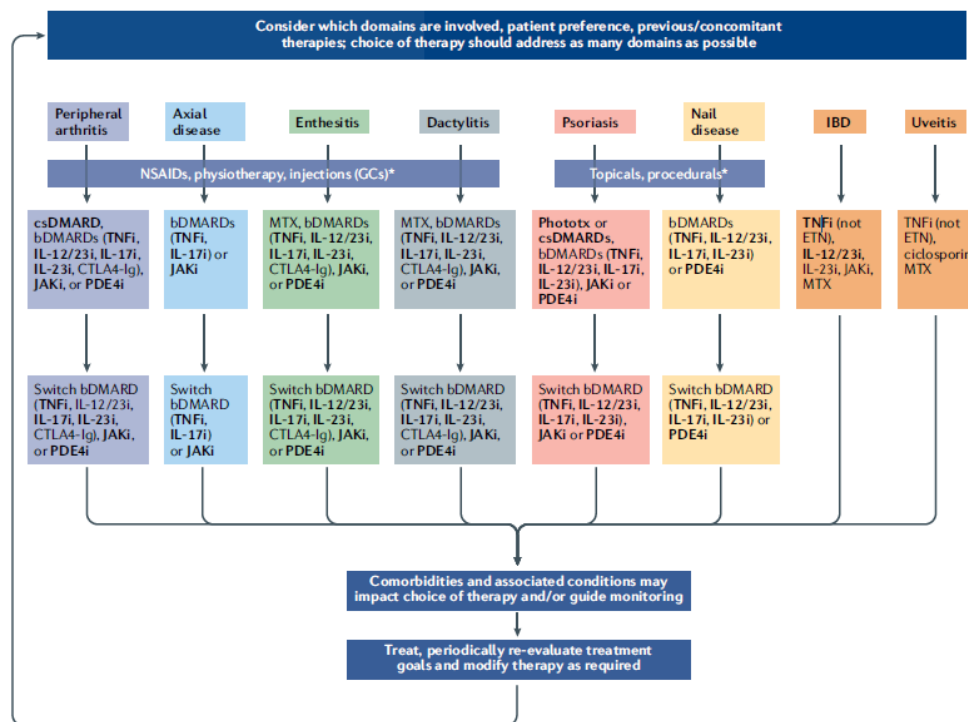 Consider which domains are involved, patient preference, previous/concomitant
therapies; choice of therapy should address as many domains as possible
Peripheral
arthritis
Axial
disease
Enthesitis
Dactylitis
Psoriasis
Nail
disease
IBD
Uveitis
NSAIDs, physiotherapy, injections (GCs)*
Topicals, procedurals*
csDMARD,
bDMARDs (TNFi,
IL-12/23i, IL-17i,
IL-23i, CTLA4-Ig),
JAKi, or PDE4i
bDMARDs
(TNFi,
IL-17i) or
JAKi
MTX, bDMARDs
(TNFi, IL-12/23i,
IL-17i, IL-23i,
CTLA4-Ig), JAKi,
or PDE4i
MTX, bDMARDs
(TNFi, IL-12/23i,
IL-17i, IL-23i,
CTLA4-Ig), JAKi,
or PDE4i
Phototx or
csDMARDs,
bDMARDs (TNFi,
IL-12/23i, IL-17i,
IL-23i), JAKi or
PDE4i
bDMARDs
(TNFi, IL-12/23i,
IL-17i, IL-23i)
or PDE4i
TNFi (not
ETN),
IL-12/23i,
IL-23i, JAKi,
MTX
TNFi (not
ETN),
ciclosporin,
MTX
Switch bDMARD
(TNFi, IL-12/23i,
IL-17i, IL-23i,
CTLA4-Ig), JAKi,
or PDE4i
Switch
bDMARD
(TNFi,
IL-17i)
or JAKi
Switch bDMARD
(TNFi, IL-12/23i,
IL-17i, IL-23i,
CTLA4-Ig), JAKi,
or PDE4i
Switch bDMARD
(TNFi, IL-12/23i,
IL-17i, IL-23i,
CTLA4-Ig), JAKi,
or PDE4i
Switch bDMARD
(TNFi, IL-12/23i,
IL-17i, IL-23i),
JAKi or PDE4i
Switch bDMARD
(TNFi, IL-12/23i,
IL-17i, IL-23i) or
PDE4i
Comorbidities and associated conditions may
impact choice of therapy and/or guide monitoring
Treat, periodically re-evaluate treatment
goals and modify therapy as required